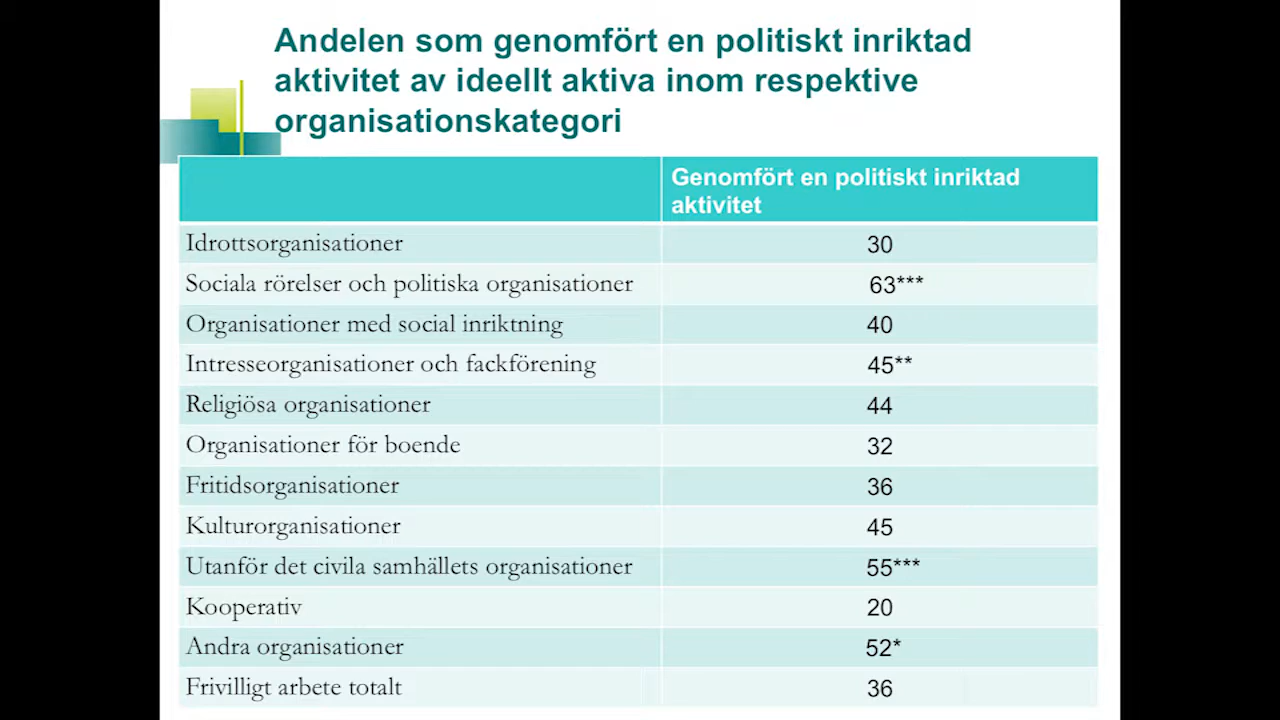 Andelen som genomfört en politiskt inriktad
aktivitet av ideellt aktiva inom respektive
organisationskategori
Genomfört en politiskt inriktad
aktivitet
Idrottsorganisationer 30
Sociala rörelser och politiska organisationer 63***
Organisationer med social inriktning 40
Intresseorganisationer och fackförening 45**
Religiösa organisationer 44
Organisationer för boende 32
Fritidsorganisationer 36
Kulturorganisationer 45
Utanför det civila samhällets organisationer 55***
Kooperativ 20
Andra organisationer 52*
Frivilligt arbete totalt 36